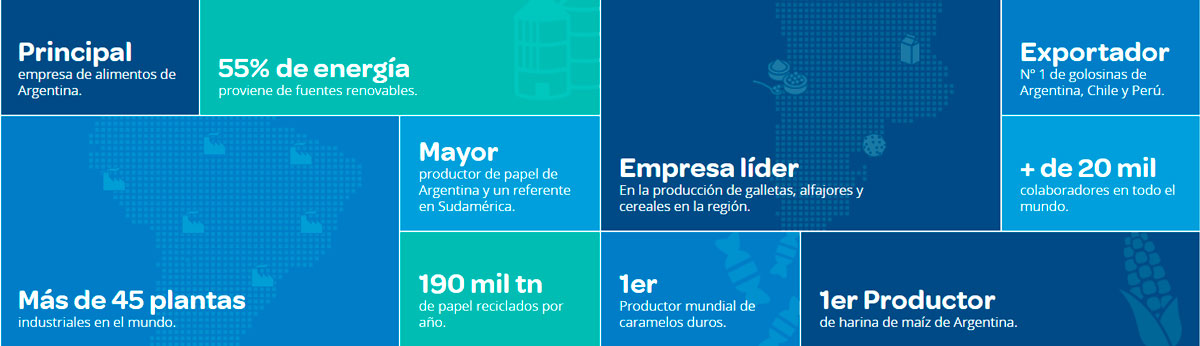 Principal
empresa de alimentos de
Argentina.
55% de energía
proviene de fuentes renovables.
Más de 45 plantas
industriales en el mundo.
Mayor
productor de papel de
Argentina y un referente
en Sudamérica.
190 mil tn
de papel reciclados por
año.
Empresa líder
En la producción de galletas, alfajores y
cereales en la región.
Exportador
N° 1 de golosinas de
Argentina, Chile y Perú.
+ de 20 mil
colaboradores en todo el
mundo.
1er
Productor mundial de
caramelos duros.
1er Productor
de harina de maíz de Argentina.